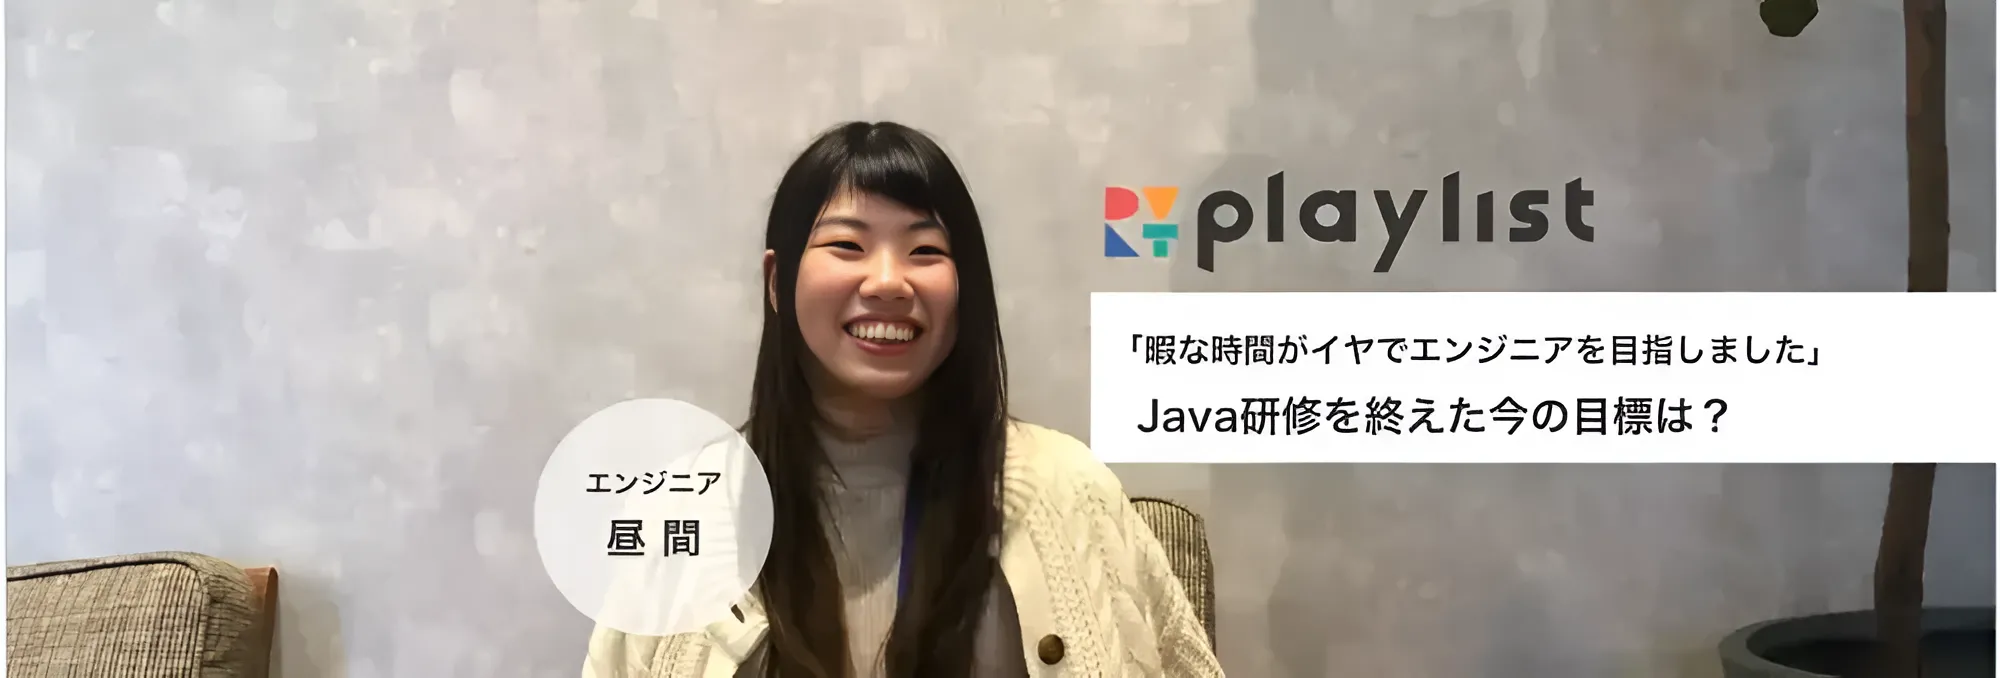 playlist
「暇な時間がイヤでエンジニアを目指しました」
Java研修を終えた今の目標は？
エンジニア
昼間